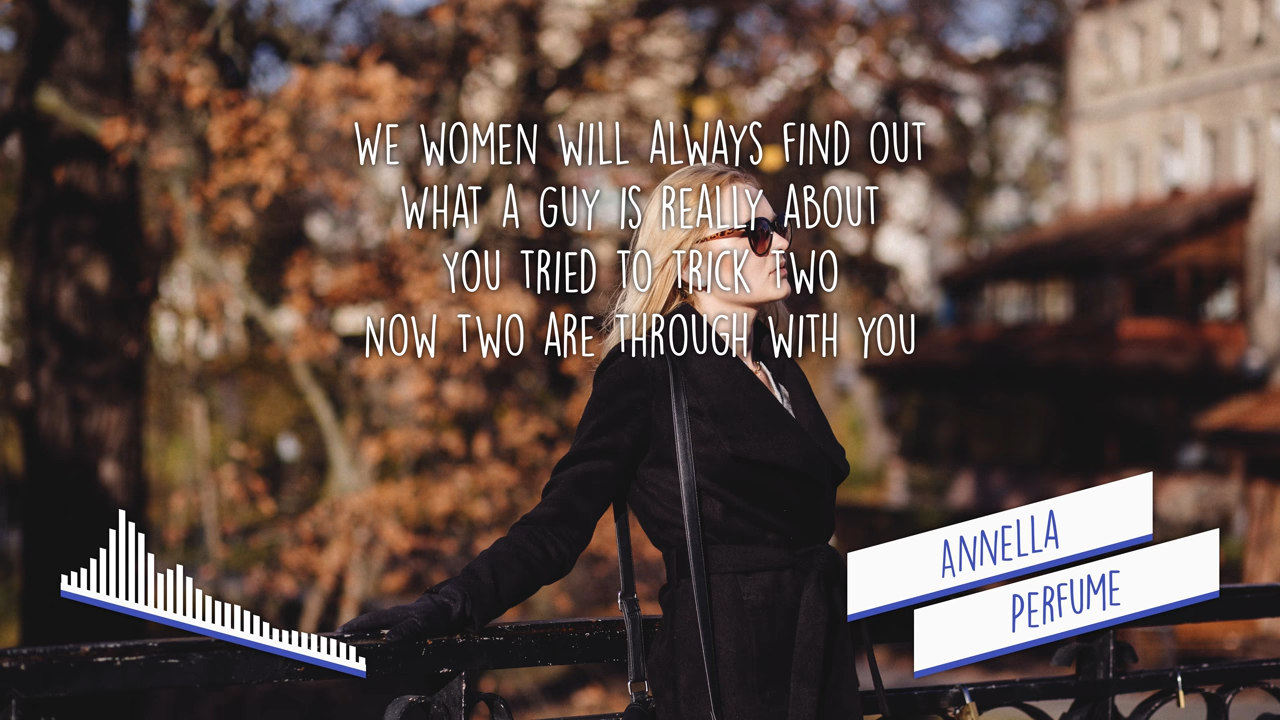 WE WOMEN WILL ALWAYS FIND OUT
WHAT A GUY IS REALLY ABOUT
YOU TRIED TO TRICK TWO
NOW TWO ARE THROUGH WITH YOU
ANNELLA
PERFUME